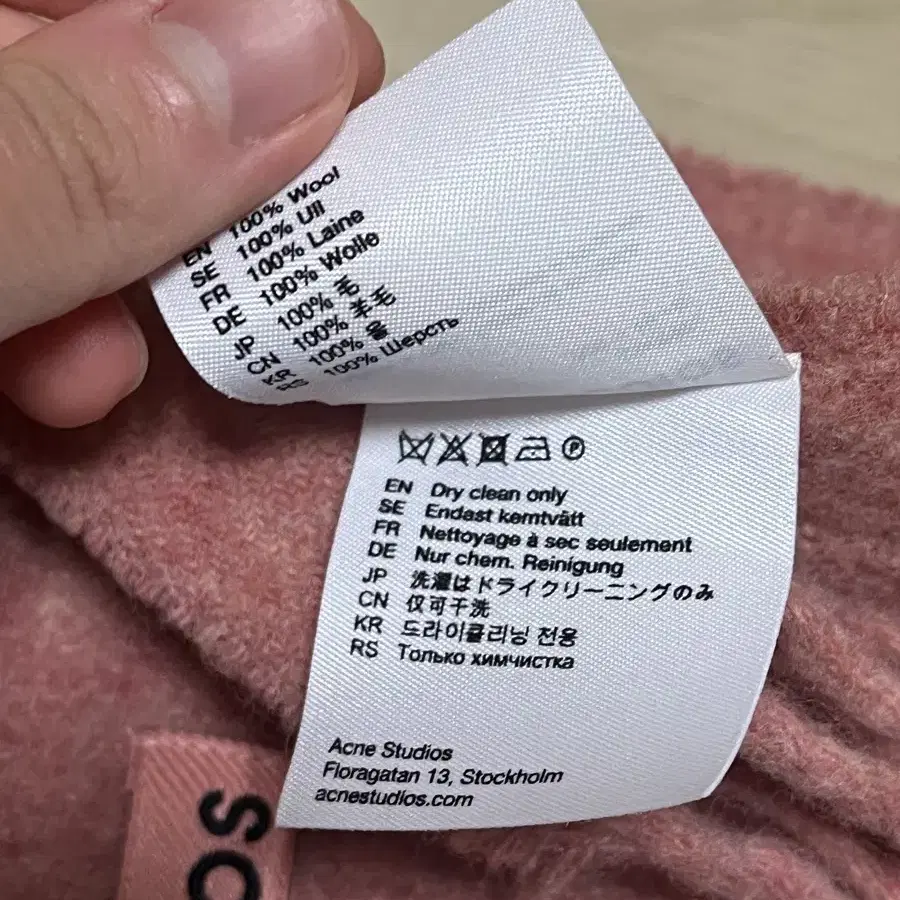 EN 100% Wool
SE 100% Ull
FR 100% Laine
DE 100% Wolle
JP 100% 毛
CN 100% 羊毛
KR 100% 울
RS 100% Шерсть
EN Dry clean only
SE Endast kemtvätt
FR Nettoyage à sec seulement
DE Nur chem. Reinigung
JP 洗濯はドライクリーニングのみ
CN 仅可干洗
KR 드라이클리닝 전용
RS Только химчистка
Acne Studios
Floragatan 13, Stockholm
acnestudios.com
os